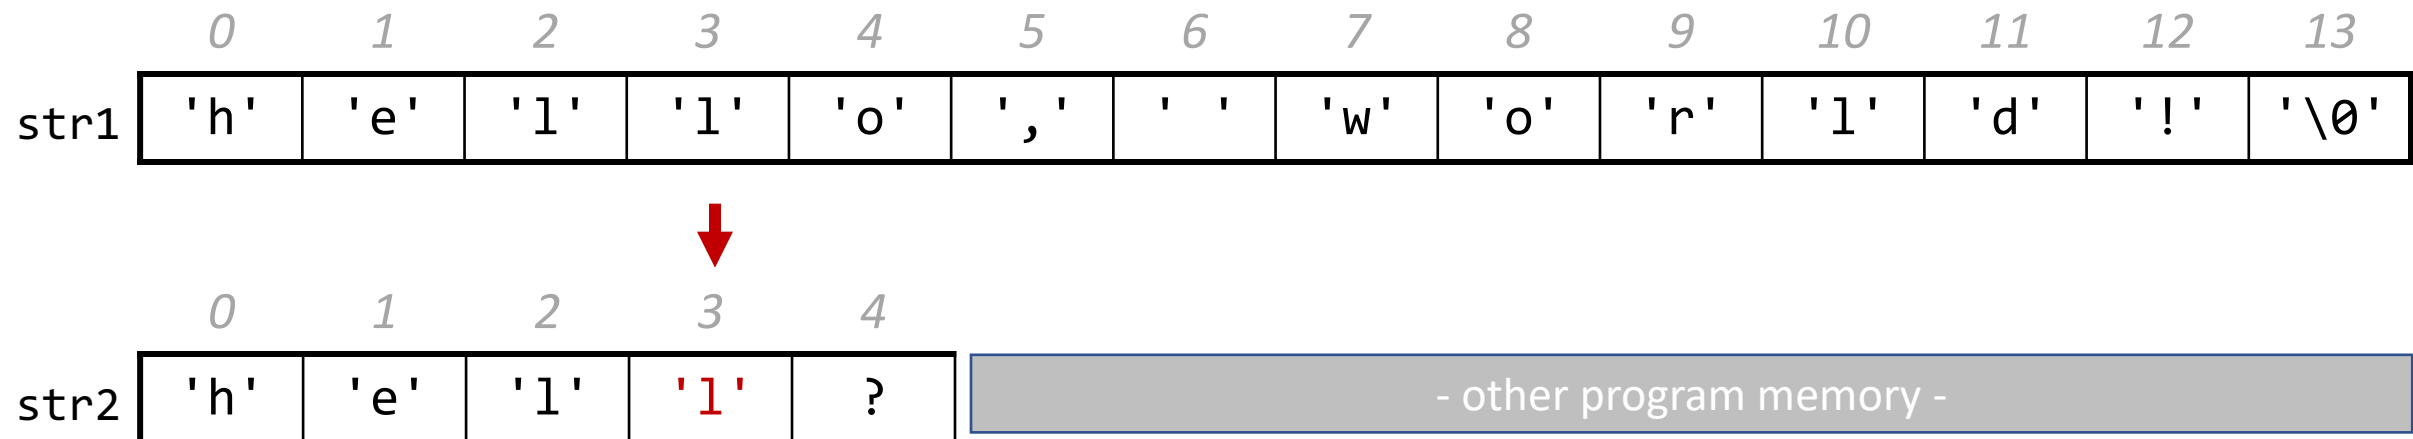 0 1 2 3 4 5 6 7 8 9 10 11 12 13
str1 'h' 'e' 'l' 'l' 'o' ',' ' ' 'w' 'o' 'r' 'l' 'd' '!' '\0'
0 1 2 3 4
str2 'h' 'e' 'l' 'l' ? - other program memory -